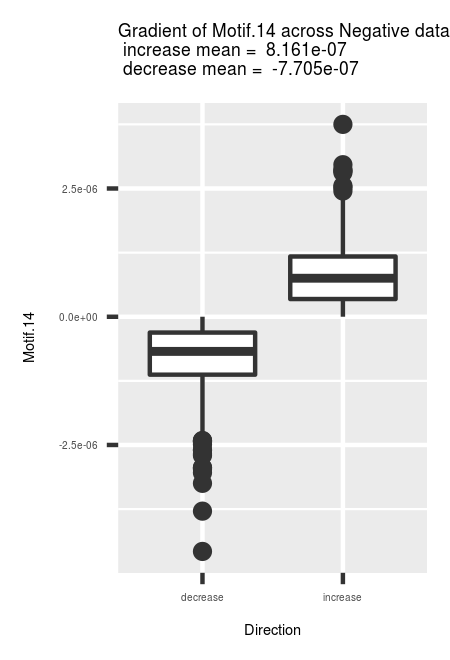 Gradient of Motif.14 across Negative data
increase mean =  8.161e-07
decrease mean =  -7.705e-07
2.5e-06
0.0e+00
-2.5e-06
Motif.14
decrease
increase
Direction